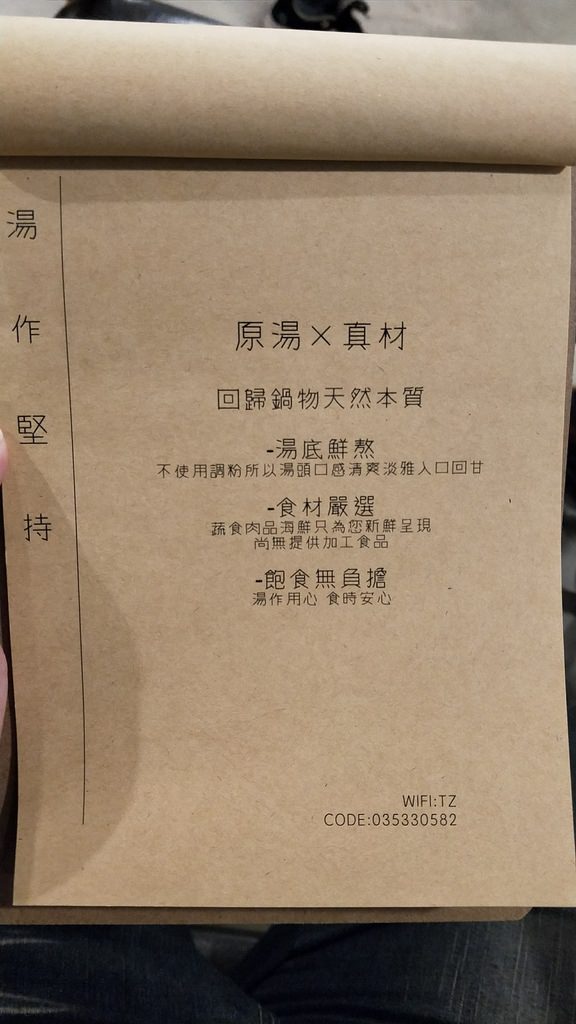 湯作堅持
原湯×真材
回歸鍋物天然本質
-湯底鮮熬
不使用調粉所以湯頭口感清爽淡雅入口回甘
-食材嚴選
蔬食肉品海鮮只為您新鮮呈現
尚無提供加工食品
-飽食無負擔
湯作用心 食時安心
WIFI:TZ
CODE:035330582